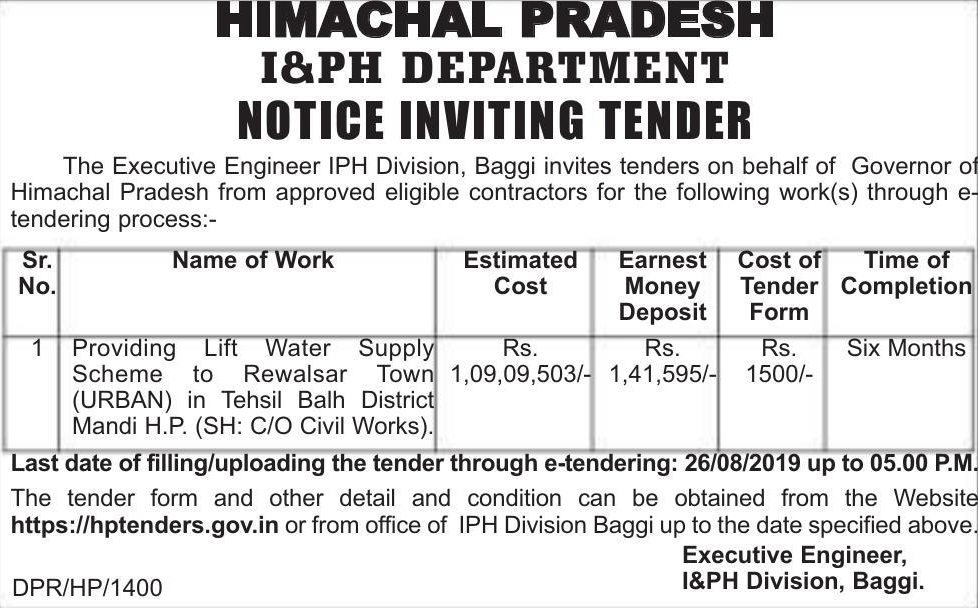 HIMACHAL PRADESH
I&PH DEPARTMENT
NOTICE INVITING TENDER
The Executive Engineer IPH Division, Baggi invites tenders on behalf of Governor of
Himachal Pradesh from approved eligible contractors for the following work(s) through e-
tendering process:-
Sr. No. Name of Work Estimated Cost Earnest Money Deposit Cost of Tender Form Time of Completion
1 Providing Lift Water Supply Rs. Rs. Rs. Six Months
Scheme to Rewalsar Town 1,09,09,503/- 1,41,595/- 1500/-
(URBAN) in Tehsil Balh District
Mandi H.P. (SH: C/O Civil Works).
Last date of filling/uploading the tender through e-tendering: 26/08/2019 up to 05.00 P.M.
The tender form and other detail and condition can be obtained from the Website
https://hptenders.gov.in or from office of IPH Division Baggi up to the date specified above.
Executive Engineer,
I&PH Division, Baggi.
DPR/HP/1400